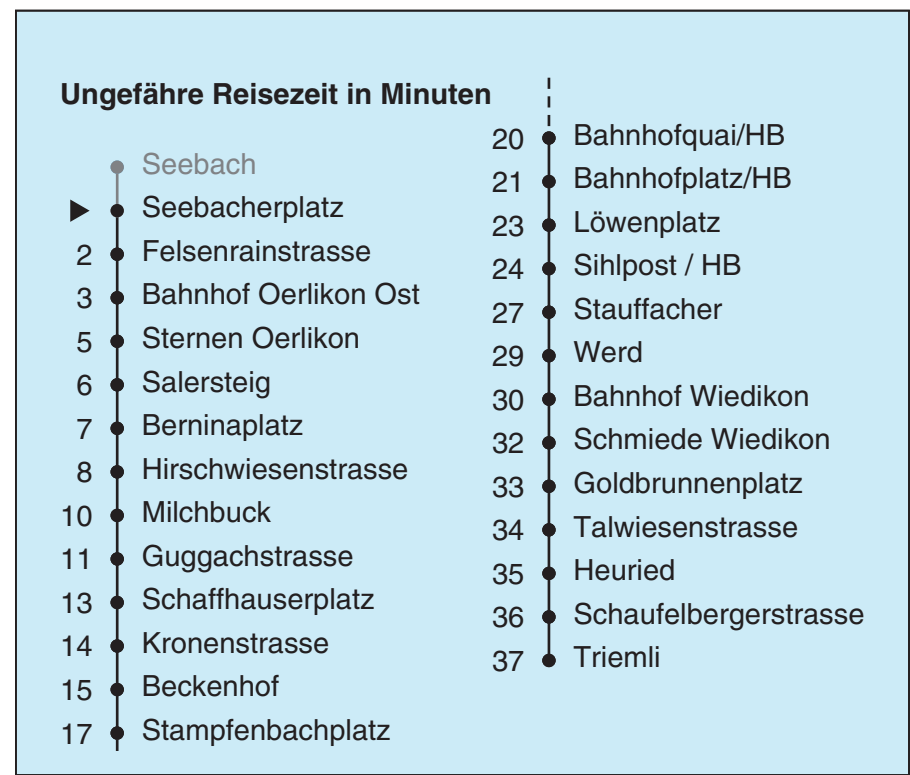 Ungefähre Reisezeit in Minuten
Seebach
Seebacherplatz
2 Felsenrainstrasse
3 Bahnhof Oerlikon Ost
5 Sternen Oerlikon
6 Salersteig
7 Berninaplatz
8 Hirschwiesenstrasse
10 Milchbuck
11 Guggachstrasse
13 Schaffhauserplatz
14 Kronenstrasse
15 Beckenhof
17 Stampfenbachplatz
20 Bahnhofquai/HB
21 Bahnhofplatz/HB
23 Löwenplatz
24 Sihlpost / HB
27 Stauffacher
29 Werd
30 Bahnhof Wiedikon
32 Schmiede Wiedikon
33 Goldbrunnenplatz
34 Talwiesenstrasse
35 Heuried
36 Schaufelbergerstrasse
37 Triemli